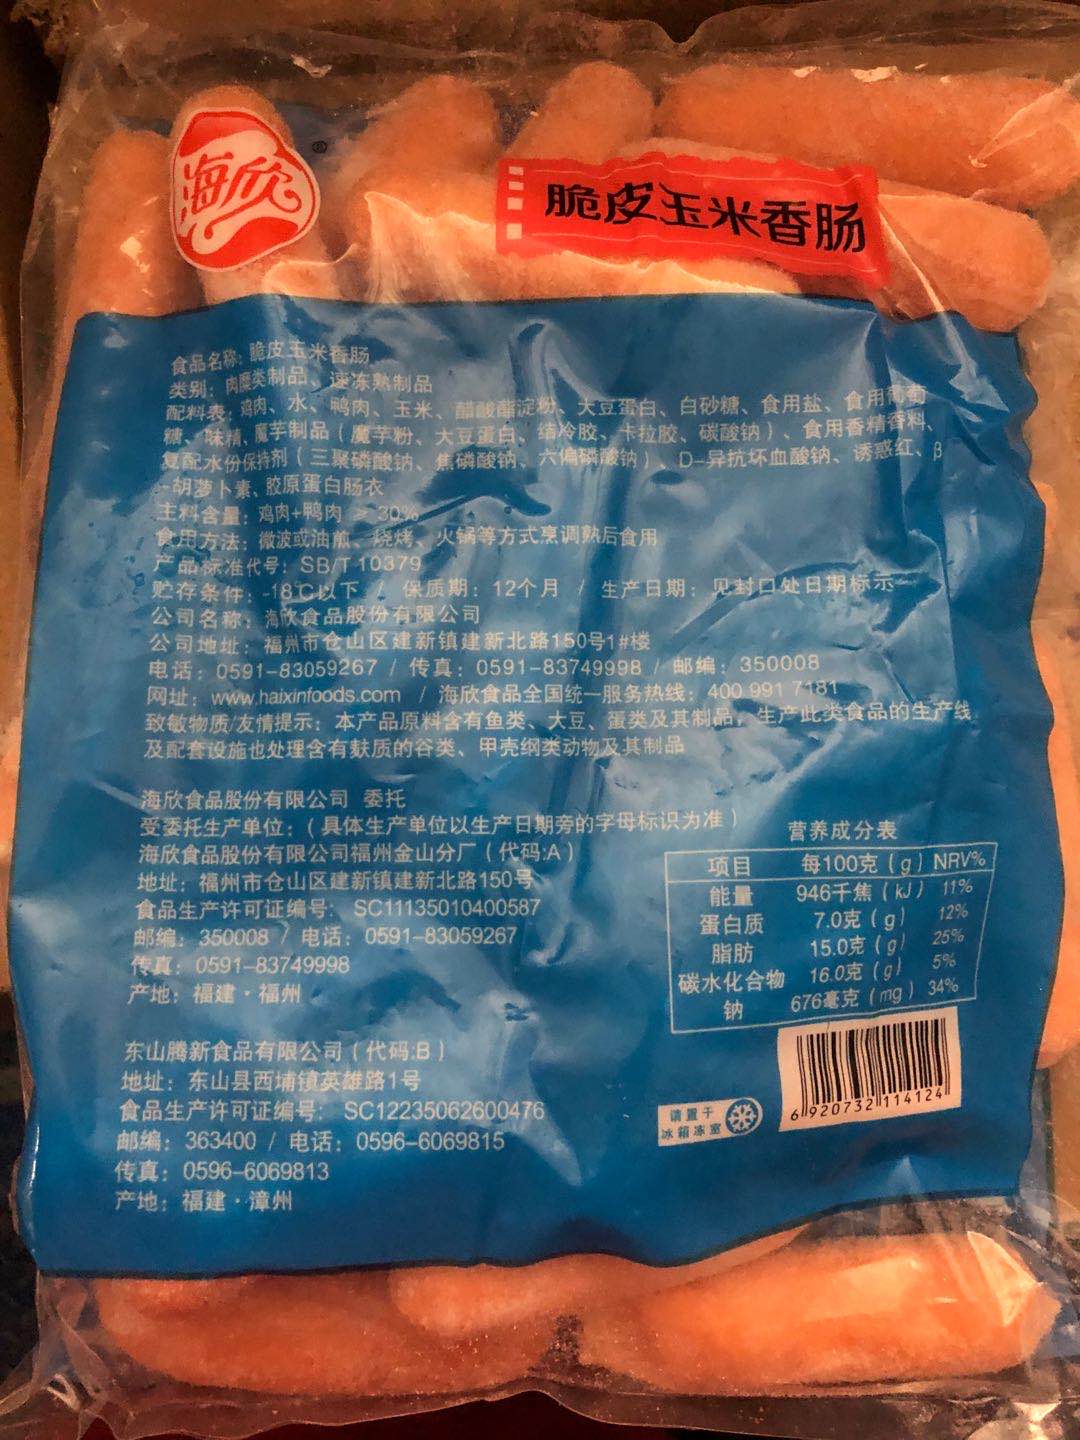 海欣
®
脆皮玉米香肠
食品名称：脆皮玉米香肠
类别：肉糜类制品、速冻熟制品
配料表：鸡肉、水、鸭肉、玉米、醋酸酯淀粉、大豆蛋白、白砂糖、食用盐、食用葡萄
糖、味精、魔芋制品（魔芋粉、大豆蛋白、结冷胶、卡拉胶、碳酸钠）、食用香精香料、
复配水份保持剂（三聚磷酸钠、焦磷酸钠、六偏磷酸钠）、D-异抗坏血酸钠、诱惑红、β
-胡萝卜素、胶原蛋白肠衣
主料含量：鸡肉+鸭肉 ≥ 30%
食用方法：微波或油煎、烧烤、火锅等方式烹调熟后食用
产品标准代号：SB/T 10379
贮存条件：-18℃以下 / 保质期：12个月 / 生产日期：见封口处日期标示
公司名称：海欣食品股份有限公司
公司地址：福州市仓山区建新镇建新北路150号1#楼
电话：0591-83059267 / 传真：0591-83749998 / 邮编：350008
网址：www.haixinfoods.com / 海欣食品全国统一服务热线：400 991 7181
致敏物质/友情提示：本产品原料含有鱼类、大豆、蛋类及其制品，生产此类食品的生产线
及配套设施也处理含有麸质的谷类、甲壳纲类动物及其制品
海欣食品股份有限公司 委托
受委托生产单位：（具体生产单位以生产日期旁的字母标识为准）
海欣食品股份有限公司福州金山分厂（代码:A）
地址：福州市仓山区建新镇建新北路150号
食品生产许可证编号： SC11135010400587
邮编：350008 / 电话：0591-83059267
传真：0591-83749998
产地：福建·福州
东山腾新食品有限公司（代码:B）
地址：东山县西埔镇英雄路1号
食品生产许可证编号： SC12235062600476
邮编：363400 / 电话：0596-6069815
传真：0596-6069813
产地：福建·漳州
营养成分表
项目 每100克（g） NRV%
能量 946千焦（kJ） 11%
蛋白质 7.0克（g） 12%
脂肪 15.0克（g） 25%
碳水化合物 16.0克（g） 5%
钠 676毫克（mg） 34%
请置于
冰箱冻室
6 920732 114124